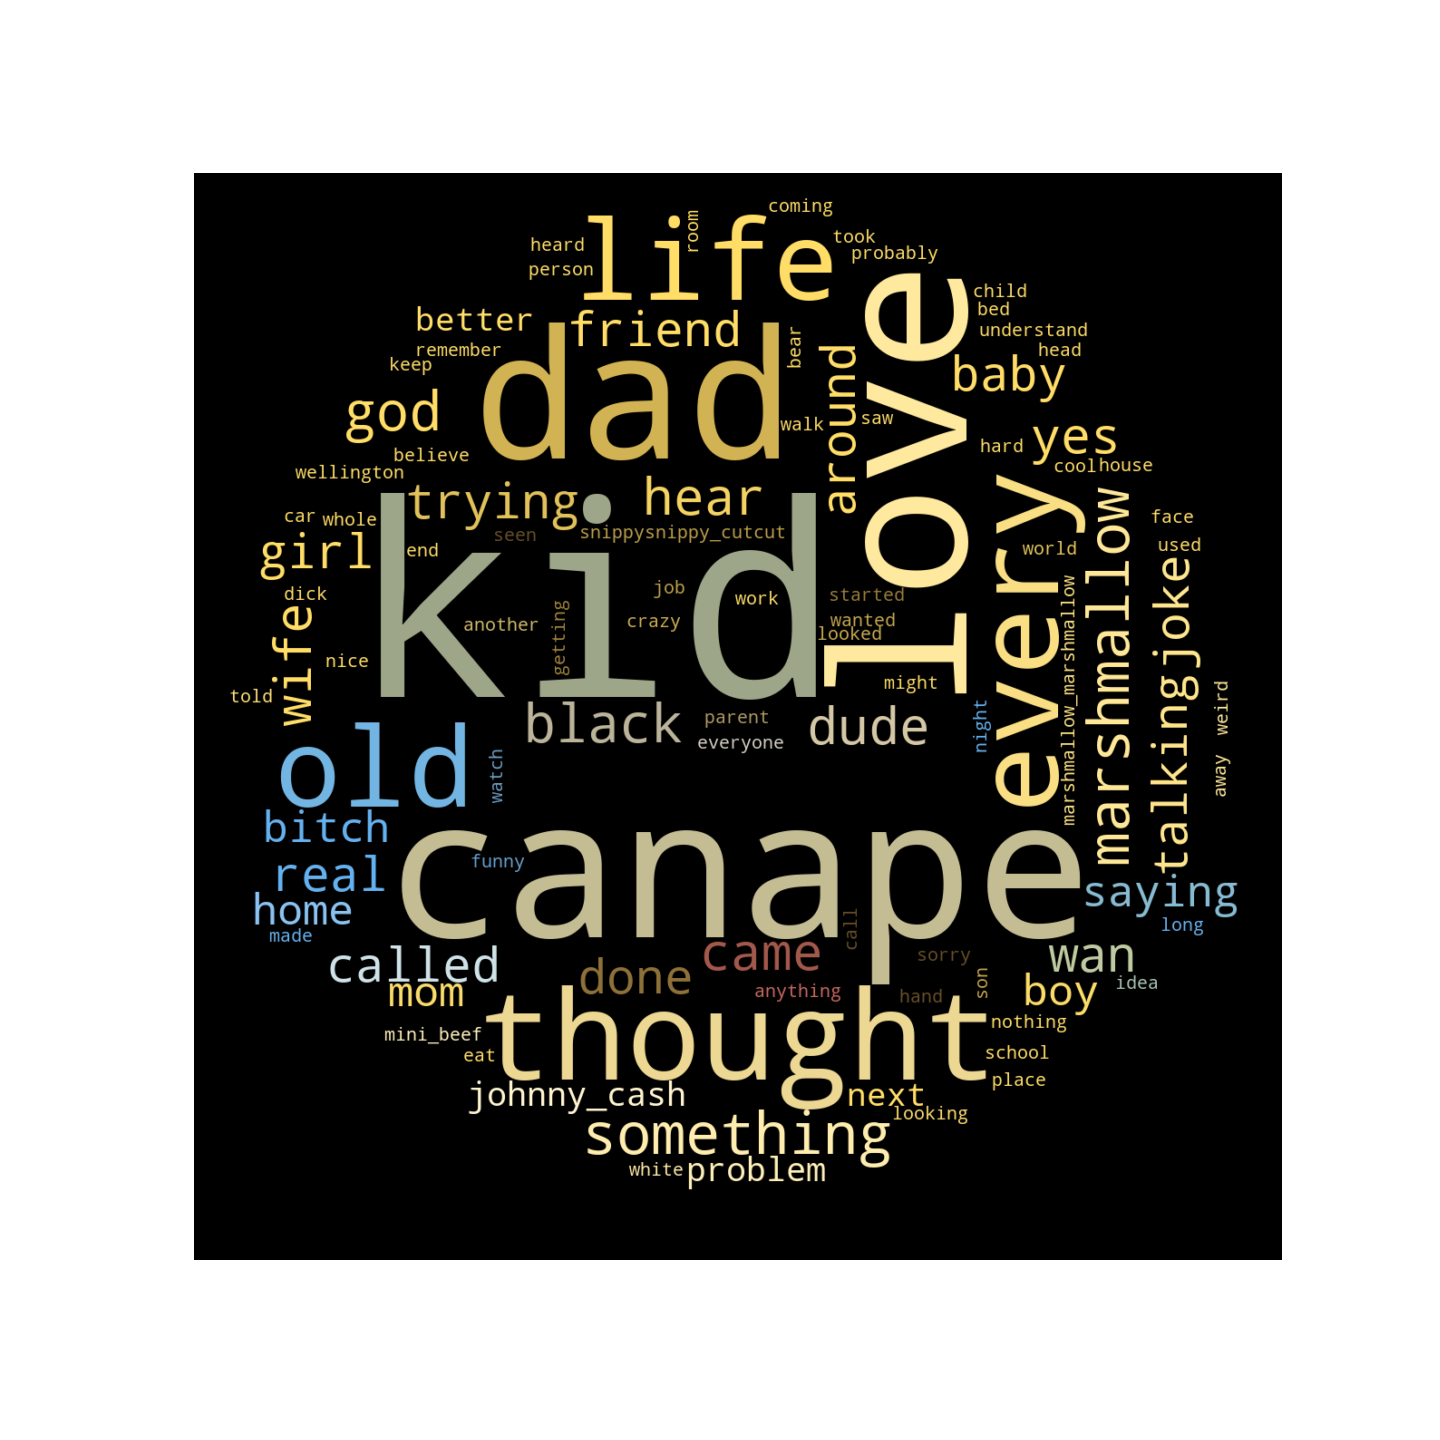 coming
room
life
took
heard
probably
person
love
child
bed
better
friend
understand
dad
bear
remember
around
head
keep
baby
god
walk
saw
yes
hard
believe
cool
house
wellington
trying
hear
every
marshmallow
kid
car
whole
snippysnippy_cutcut
face
seen
girl
end
world
used
talking
joke
marshmallow_marshmallow
dick
job
work
started
wife
another
getting
crazy
wanted
looked
nice
might
told
weird
night
black
parent
dude
everyone
old
watch
away
bitch
canape
funny
real
saying
home
call
made
long
came
called
sorry
wan
done
son
mom
anything
hand
boy
idea
thought
nothing
mini_beef
eat
school
place
johnny_cash
next
looking
something
white
problem